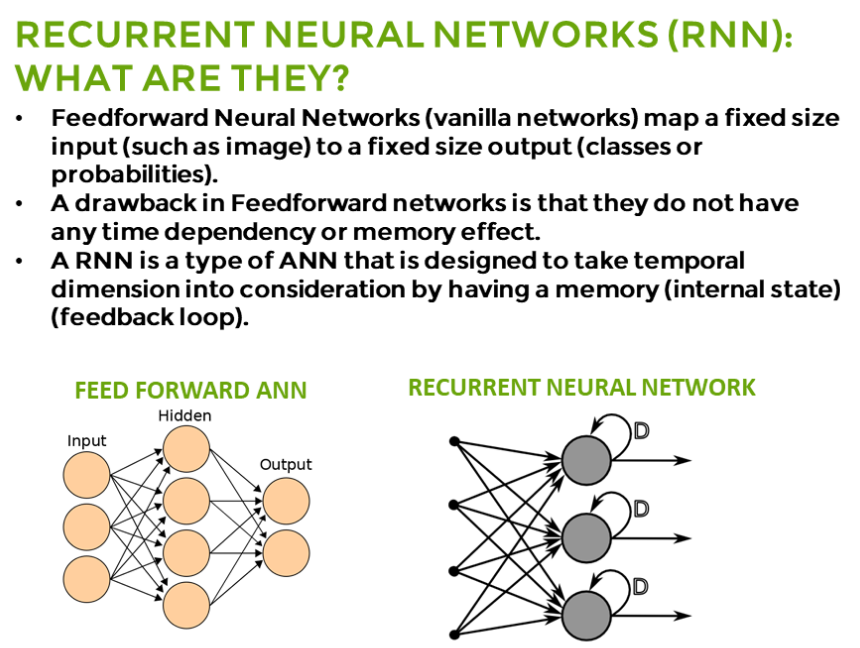 RECURRENT NEURAL NETWORKS (RNN):
WHAT ARE THEY?
• Feedforward Neural Networks (vanilla networks) map a fixed size
input (such as image) to a fixed size output (classes or
probabilities).
• A drawback in Feedforward networks is that they do not have
any time dependency or memory effect.
• A RNN is a type of ANN that is designed to take temporal
dimension into consideration by having a memory (internal state)
(feedback loop).
FEED FORWARD ANN
Hidden
Input
Output
RECURRENT NEURAL NETWORK
D
D
D